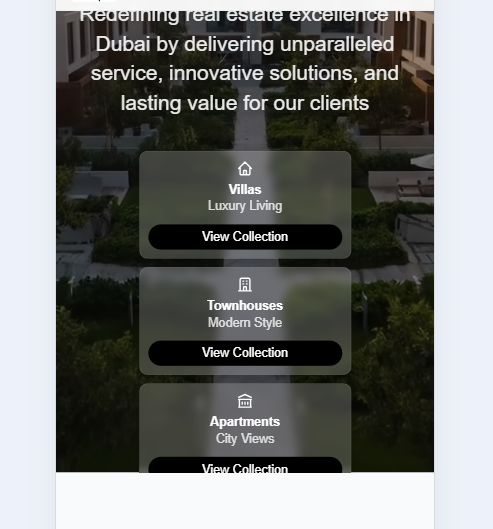 Redefining real estate excellence in
Dubai by delivering unparalleled
service, innovative solutions, and
lasting value for our clients
Villas
Luxury Living
View Collection
Townhouses
Modern Style
View Collection
Apartments
City Views
View Collection